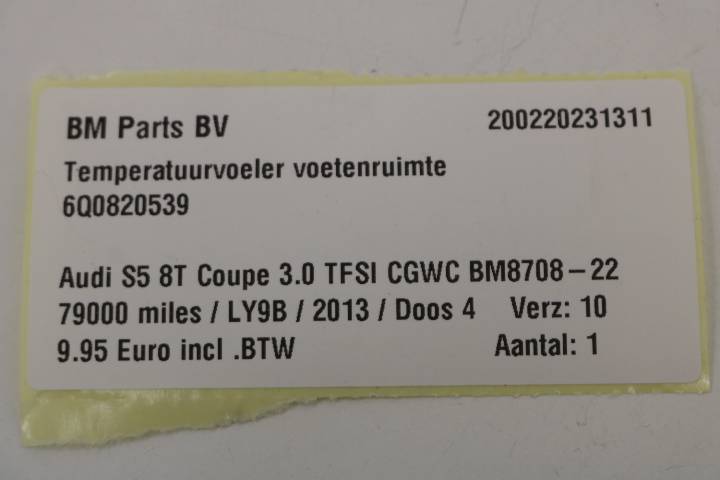 BM Parts BV 200220231311
Temperatuurvoeler voetenruimte
6Q0820539
Audi S5 8T Coupe 3.0 TFSI CGWC BM8708-22
79000 miles / LY9B / 2013 / Doos 4 Verz: 10
9.95 Euro incl .BTW Aantal: 1